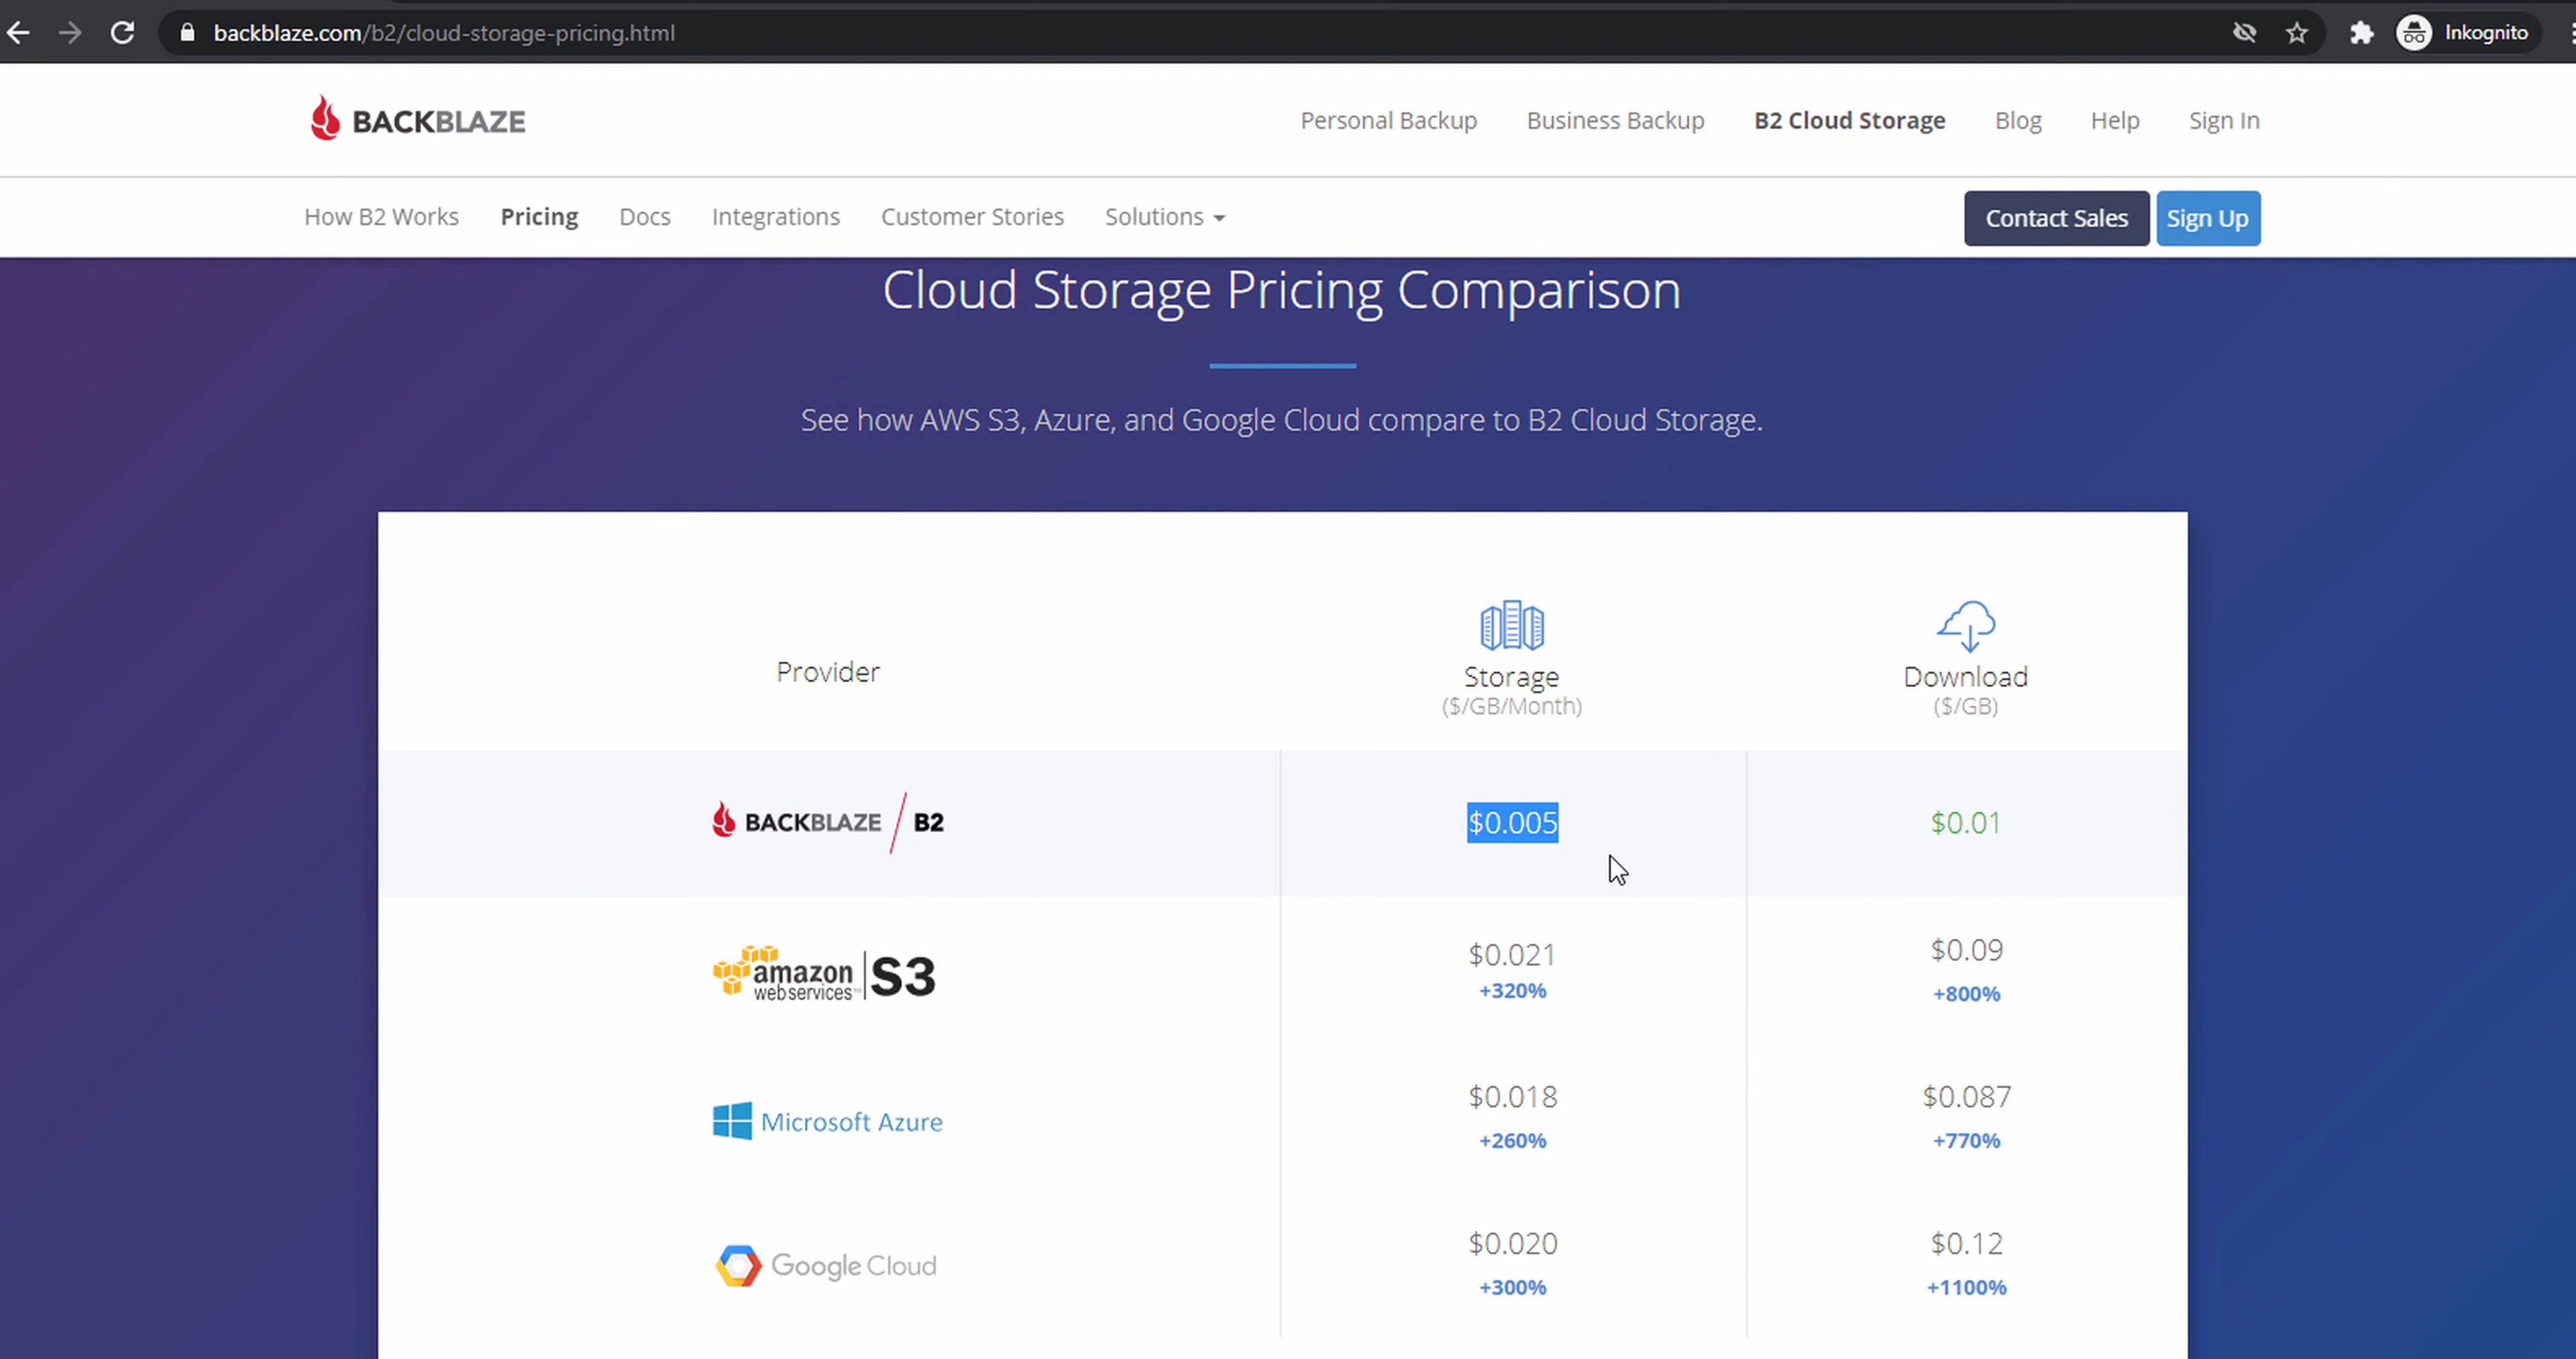 backblaze.com/b2/cloud-storage-pricing.html
Inkognito
BACKBLAZE
Personal Backup
Business Backup
B2 Cloud Storage
Blog
Help
Sign In
How B2 Works
Pricing
Docs
Integrations
Customer Stories
Solutions
Contact Sales
Sign Up
Cloud Storage Pricing Comparison
See how AWS S3, Azure, and Google Cloud compare to B2 Cloud Storage.
Provider
Storage
($/GB/Month)
Download
($/GB)
BACKBLAZE / B2
$0.005
$0.01
amazon
web services™
S3
$0.021
+320%
$0.09
+800%
Microsoft Azure
$0.018
+260%
$0.087
+770%
Google Cloud
$0.020
+300%
$0.12
+1100%